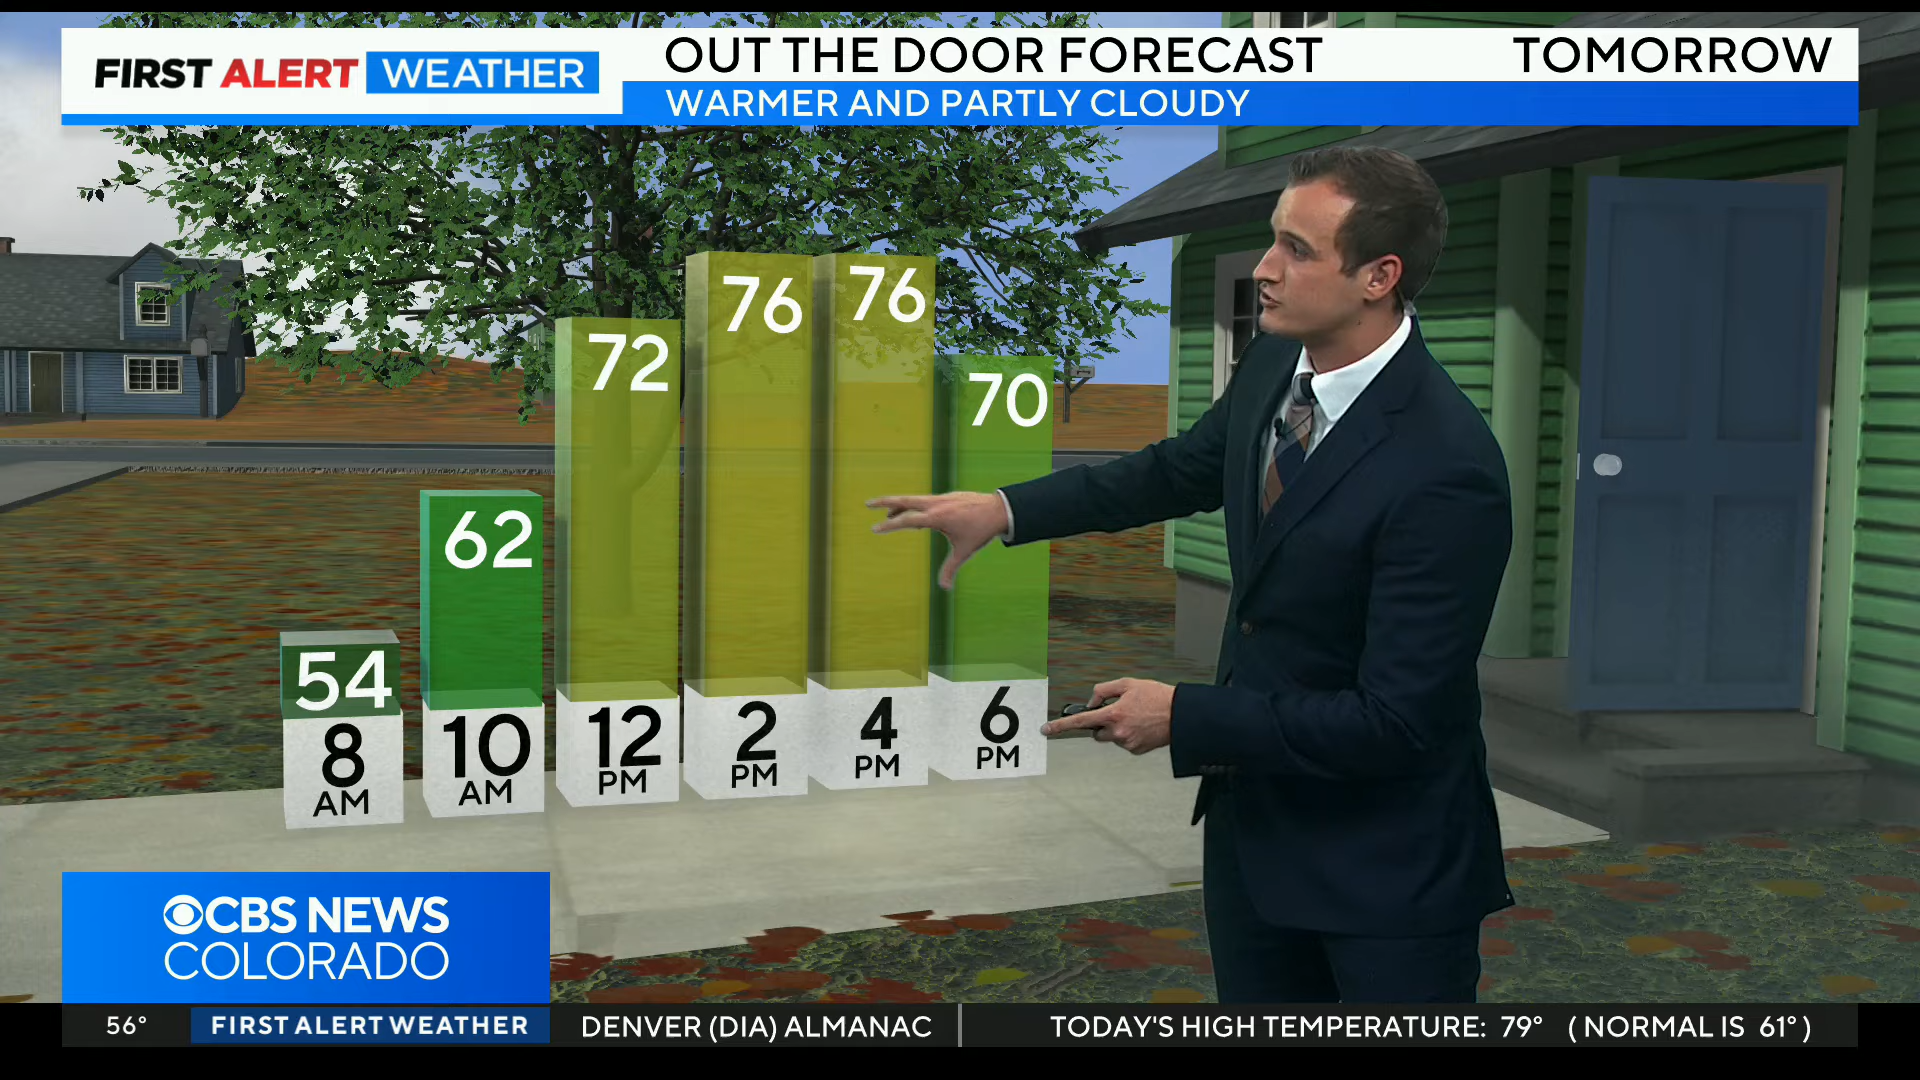 FIRST ALERT WEATHER
OUT THE DOOR FORECAST
TOMORROW
WARMER AND PARTLY CLOUDY
54
62
72
76
76
70
8
AM
10
AM
12
PM
2
PM
4
PM
6
PM
CBS NEWS
COLORADO
56° FIRST ALERT WEATHER DENVER (DIA) ALMANAC TODAY'S HIGH TEMPERATURE: 79° (NORMAL IS 61°)